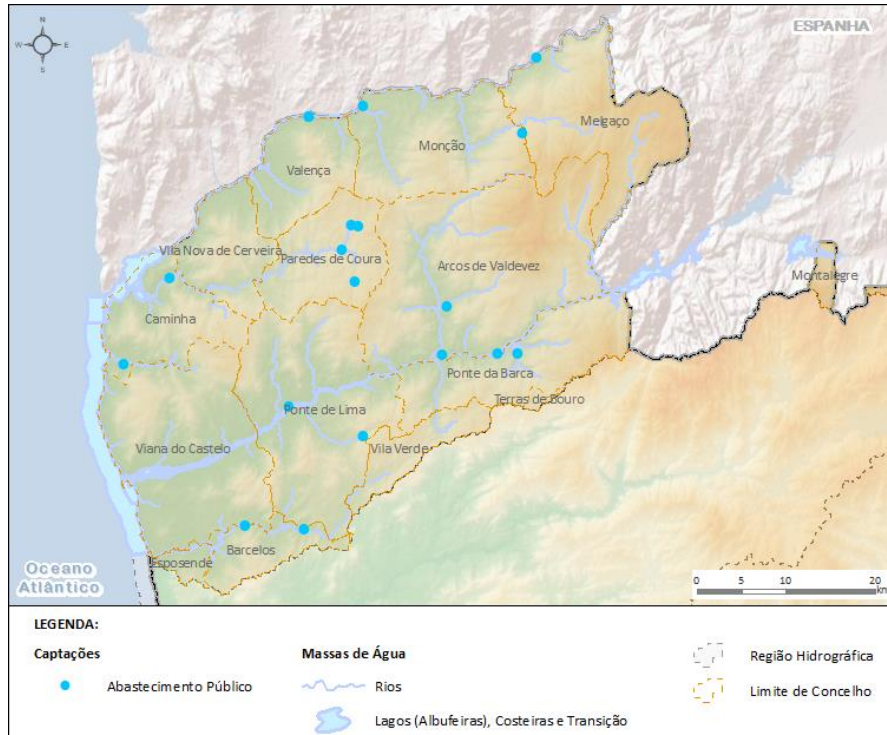 N
W
E
S
ESPANHA
Melgaço
Monção
Valença
Vila Nova de Cerveira
Paredes de Coura
Arcos de Valdevez
Montalegre
Caminha
Ponte da Barca
Terras de Bouro
Ponte de Lima
Viana do Castelo
Vila Verde
Barcelos
Esposende
Oceano
Atlântico
0 5 10 20
km
LEGENDA:
Captações
Abastecimento Público
Massas de Água
Rios
Lagos (Albufeiras), Costeiras e Transição
Região Hidrográfica
Limite de Concelho